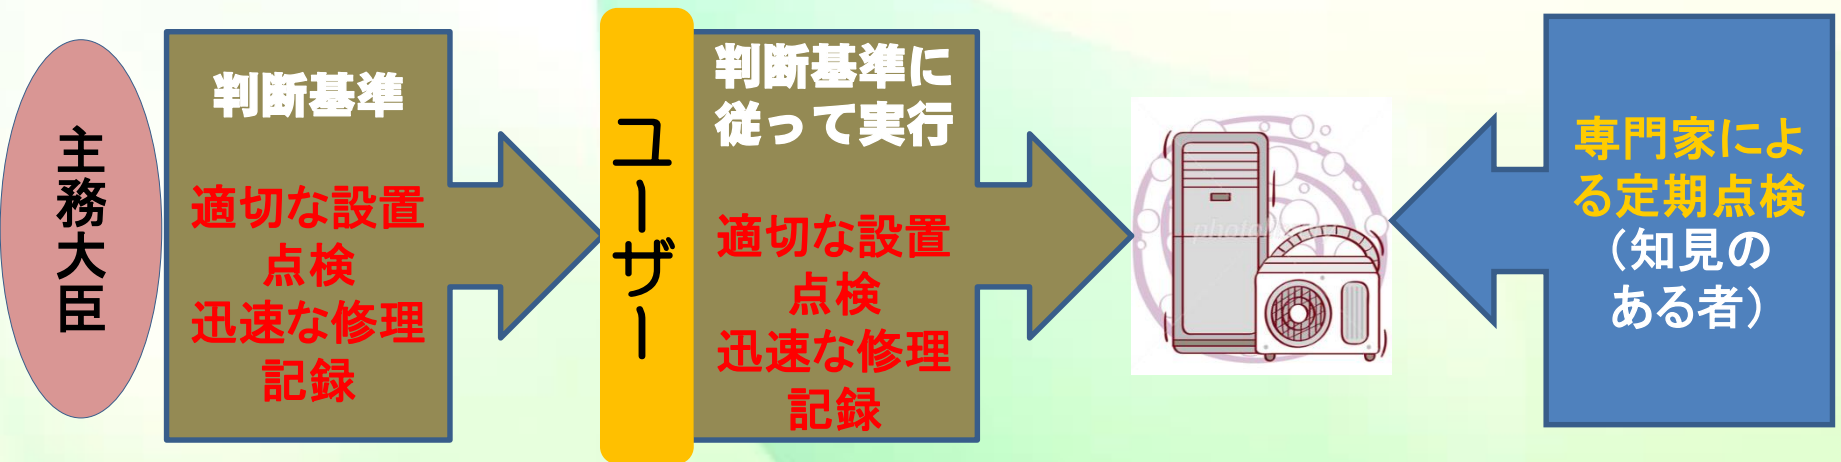 主務大臣
判断基準
適切な設置
点検
迅速な修理
記録
ユーザー
判断基準に
従って実行
適切な設置
点検
迅速な修理
記録
専門家によ
る定期点検
（知見の
ある者）